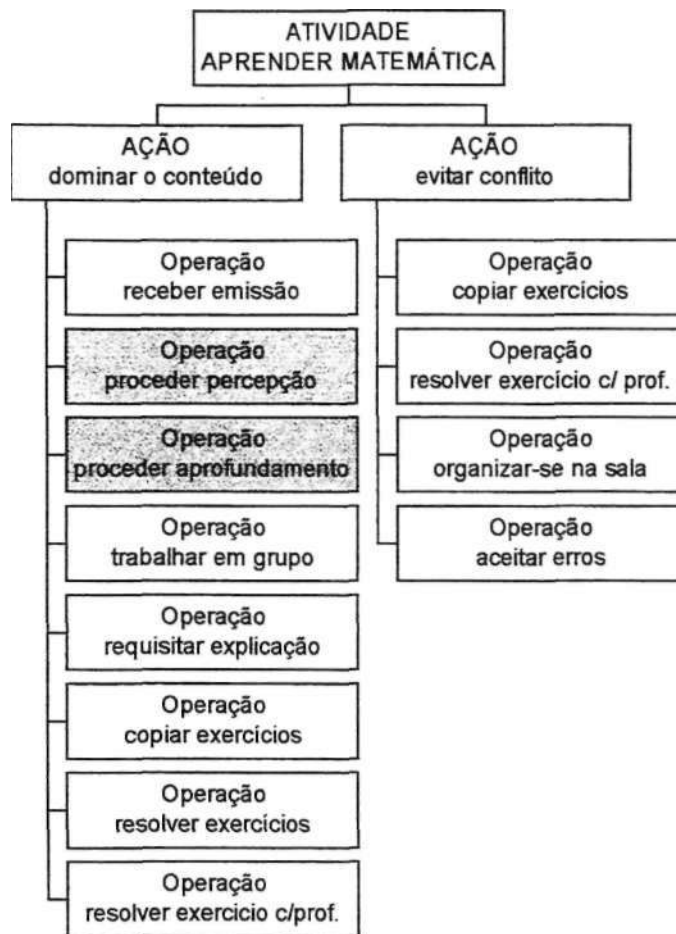 ATIVIDADE
APRENDER MATEMÁTICA
AÇÃO
dominar o conteúdo
AÇÃO
evitar conflito
Operação
receber emissão
Operação
proceder percepção
Operação
proceder aprofundamento
Operação
trabalhar em grupo
Operação
requisitar explicação
Operação
copiar exercícios
Operação
resolver exercícios
Operação
resolver exercicio c/prof.
Operação
copiar exercícios
Operação
resolver exercício c/ prof.
Operação
organizar-se na sala
Operação
aceitar erros